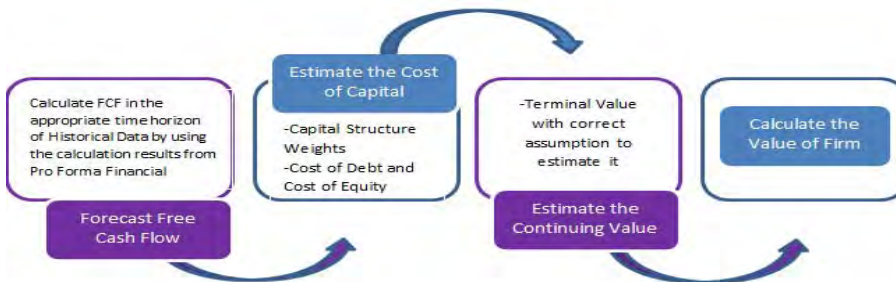 Calculate FCF in the
appropriate time horizon
of Historical Data by using
the calculation results from
Pro Forma Financial
Forecast Free
Cash Flow
Estimate the Cost
of Capital
-Capital Structure
Weights
-Cost of Debt and
Cost of Equity
-Terminal Value
with correct
assumption to
estimate it
Estimate the
Continuing Value
Calculate the
Value of Firm